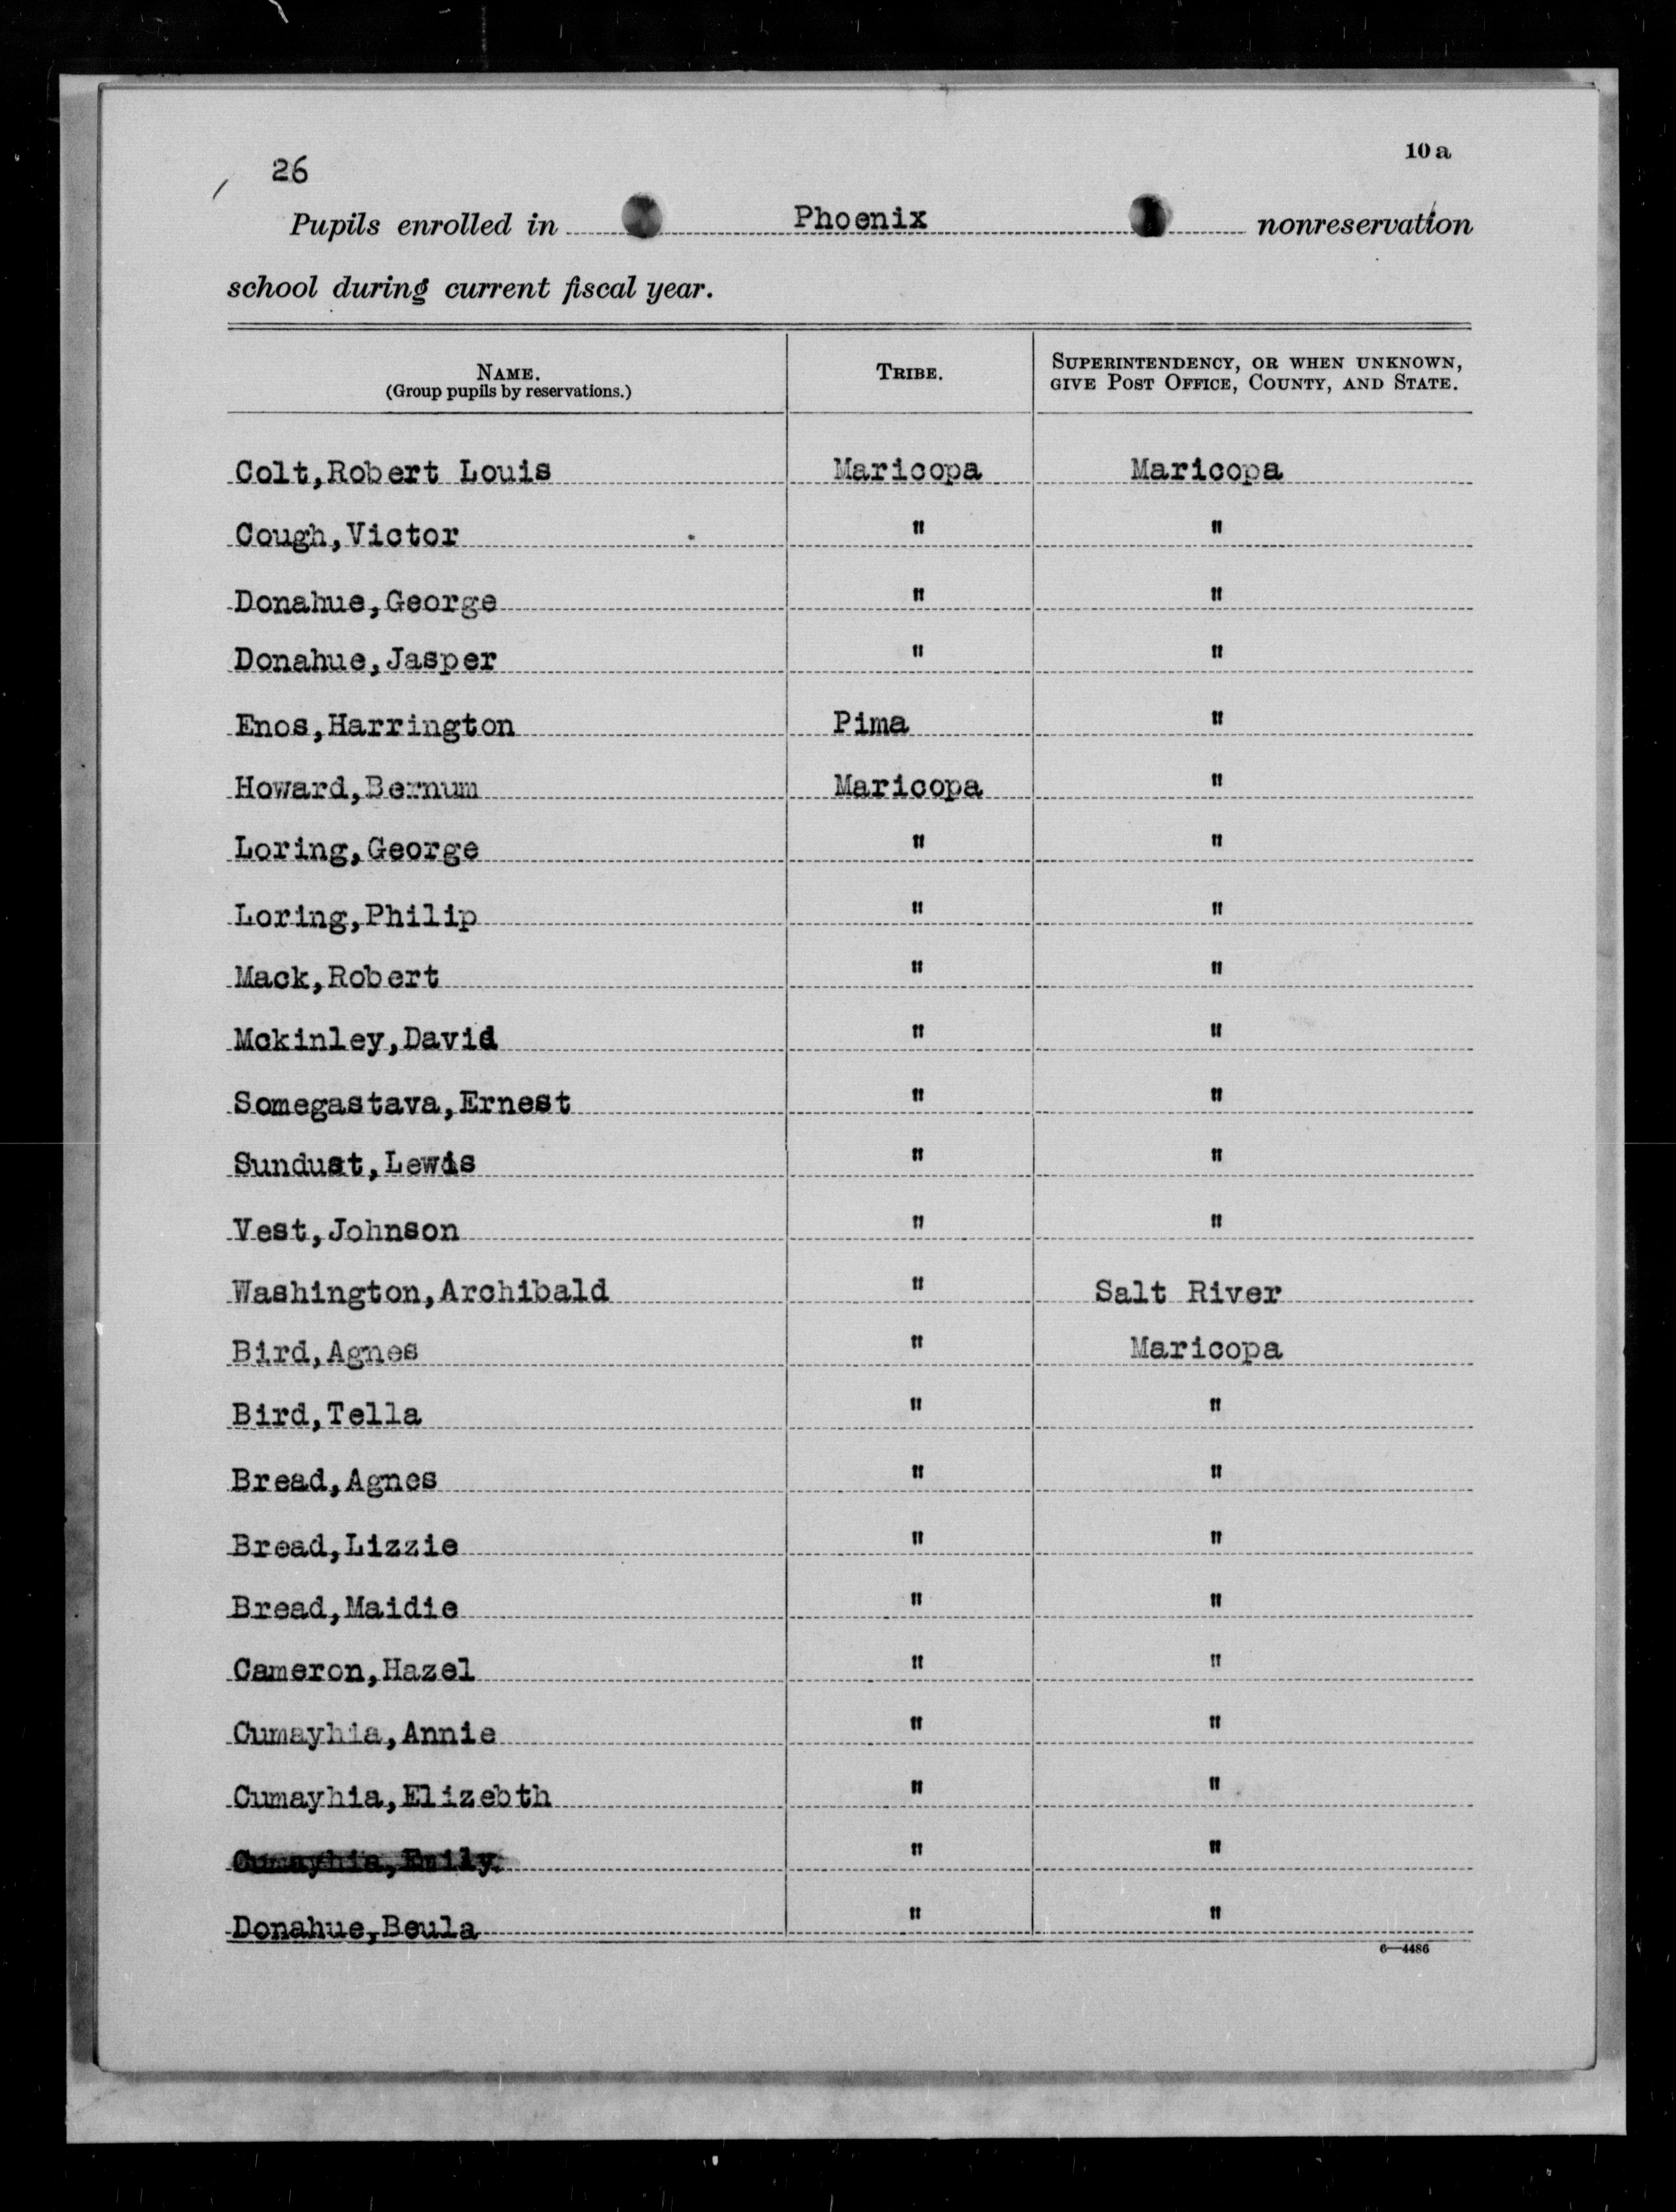 10 a
26
Pupils enrolled in Phoenix nonreservation
school during current fiscal year.
NAME. TRIBE. SUPERINTENDENCY, OR WHEN UNKNOWN,
(Group pupils by reservations.) GIVE POST OFFICE, COUNTY, AND STATE.
Colt,Robert Louis Maricopa Maricopa
Cough,Victor " "
Donahue,George " "
Donahue,Jasper " "
Enos,Harrington Pima "
Howard,Bernum Maricopa "
Loring,George " "
Loring,Philip " "
Mack,Robert " "
Mckinley,David " "
Somegastava,Ernest " "
Sundust,Lewis " "
Vest,Johnson " "
Washington,Archibald " Salt River
Bird,Agnes " Maricopa
Bird,Tella " "
Bread,Agnes " "
Bread,Lizzie " "
Bread,Maidie " "
Cameron,Hazel " "
Cumayhia,Annie " "
Cumayhia,Elizebth " "
Cumayhia,Emily " "
Donahue,Beula " "
6—4486